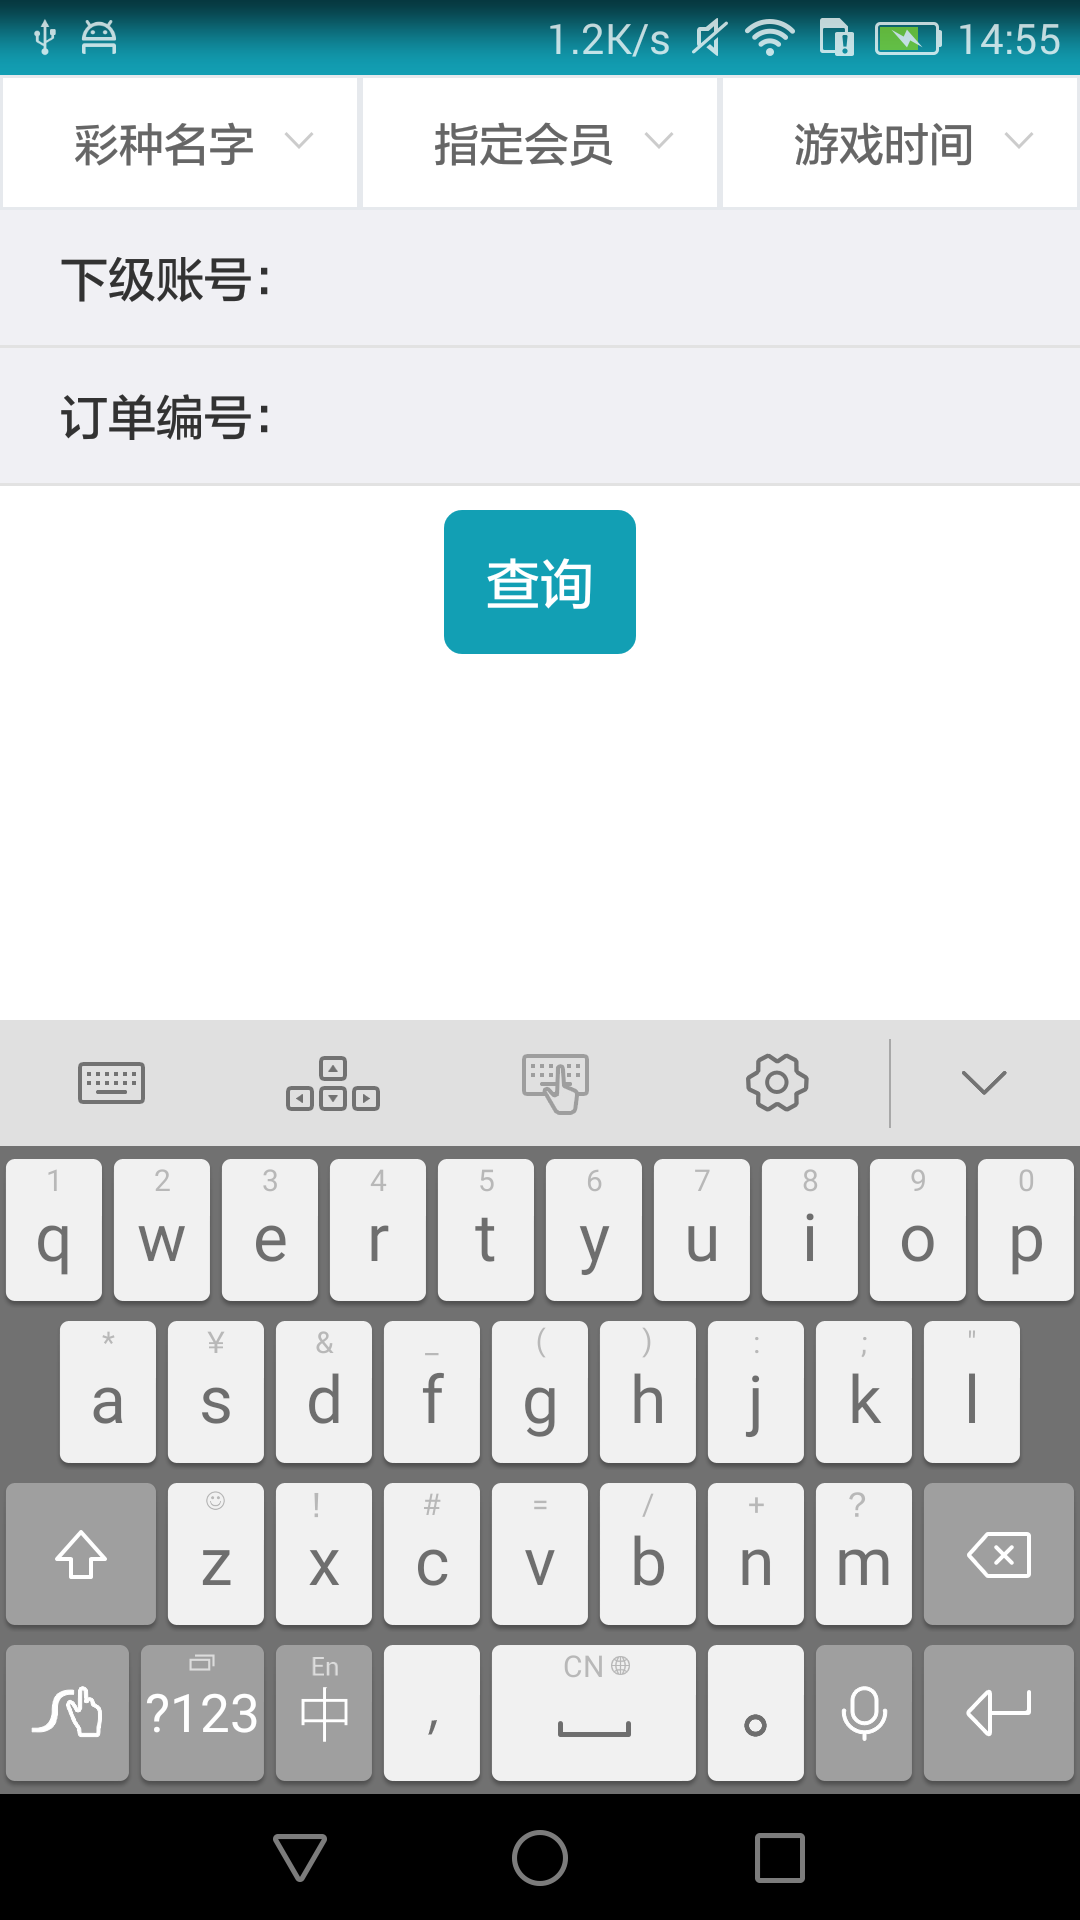 1.2K/s 14:55
彩种名字 指定会员 游戏时间
下级账号:
订单编号:
查询
1 2 3 4 5 6 7 8 9 0
q w e r t y u i o p
* ¥ & _ ( ) : ; "
a s d f g h j k l
! # = / + ?
z x c v b n m
En CN
?123 中 , 。